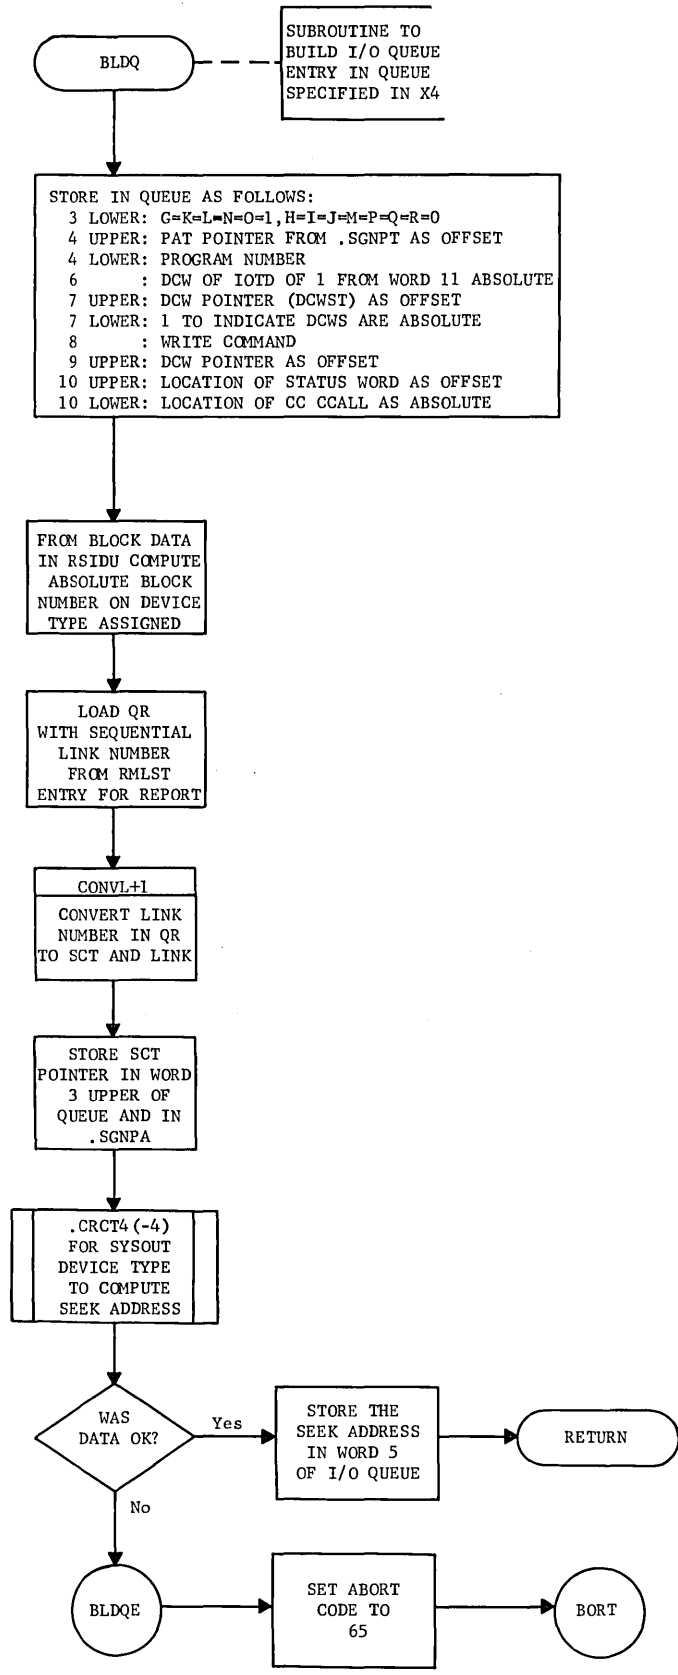 BLDQ
SUBROUTINE TO
BUILD I/O QUEUE
ENTRY IN QUEUE
SPECIFIED IN X4
STORE IN QUEUE AS FOLLOWS:
3 LOWER: G=K=L=N=O=1,H=I=J=M=P=Q=R=O
4 UPPER: PAT POINTER FROM .SGNPT AS OFFSET
4 LOWER: PROGRAM NUMBER
6 : DCW OF IOTD OF 1 FROM WORD 11 ABSOLUTE
7 UPPER: DCW POINTER (DCWST) AS OFFSET
7 LOWER: 1 TO INDICATE DCWS ARE ABSOLUTE
8 : WRITE COMMAND
9 UPPER: DCW POINTER AS OFFSET
10 UPPER: LOCATION OF STATUS WORD AS OFFSET
10 LOWER: LOCATION OF CC CCALL AS ABSOLUTE
FROM BLOCK DATA
IN RSIDU COMPUTE
ABSOLUTE BLOCK
NUMBER ON DEVICE
TYPE ASSIGNED
LOAD QR
WITH SEQUENTIAL
LINK NUMBER
FROM RMLST
ENTRY FOR REPORT
CONVL+1
CONVERT LINK
NUMBER IN QR
TO SCT AND LINK
STORE SCT
POINTER IN WORD
3 UPPER OF
QUEUE AND IN
.SGNPA
.CRCT4(-4)
FOR SYSOUT
DEVICE TYPE
TO COMPUTE
SEEK ADDRESS
WAS
DATA OK?
Yes
STORE THE
SEEK ADDRESS
IN WORD 5
OF I/O QUEUE
RETURN
No
BLDQE
SET ABORT
CODE TO
65
BORT